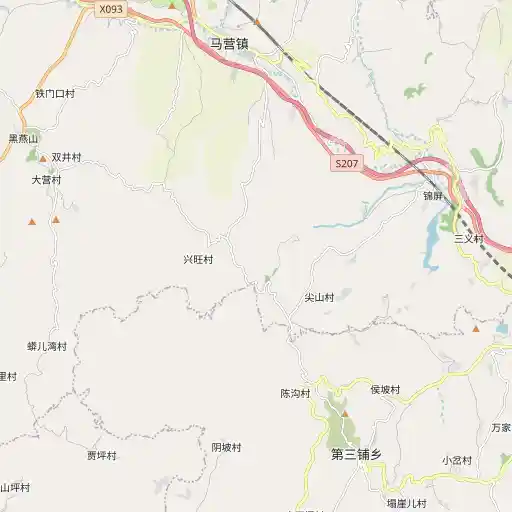 X093
马营镇
铁门口村
黑燕山
双井村
大营村
S207
锦屏
三义村
兴旺村
尖山村
蟒儿湾村
里村
陈沟村
侯坡村
万家
贾坪村
阴坡村
第三铺乡
小岔村
山坪村
塌崖儿村